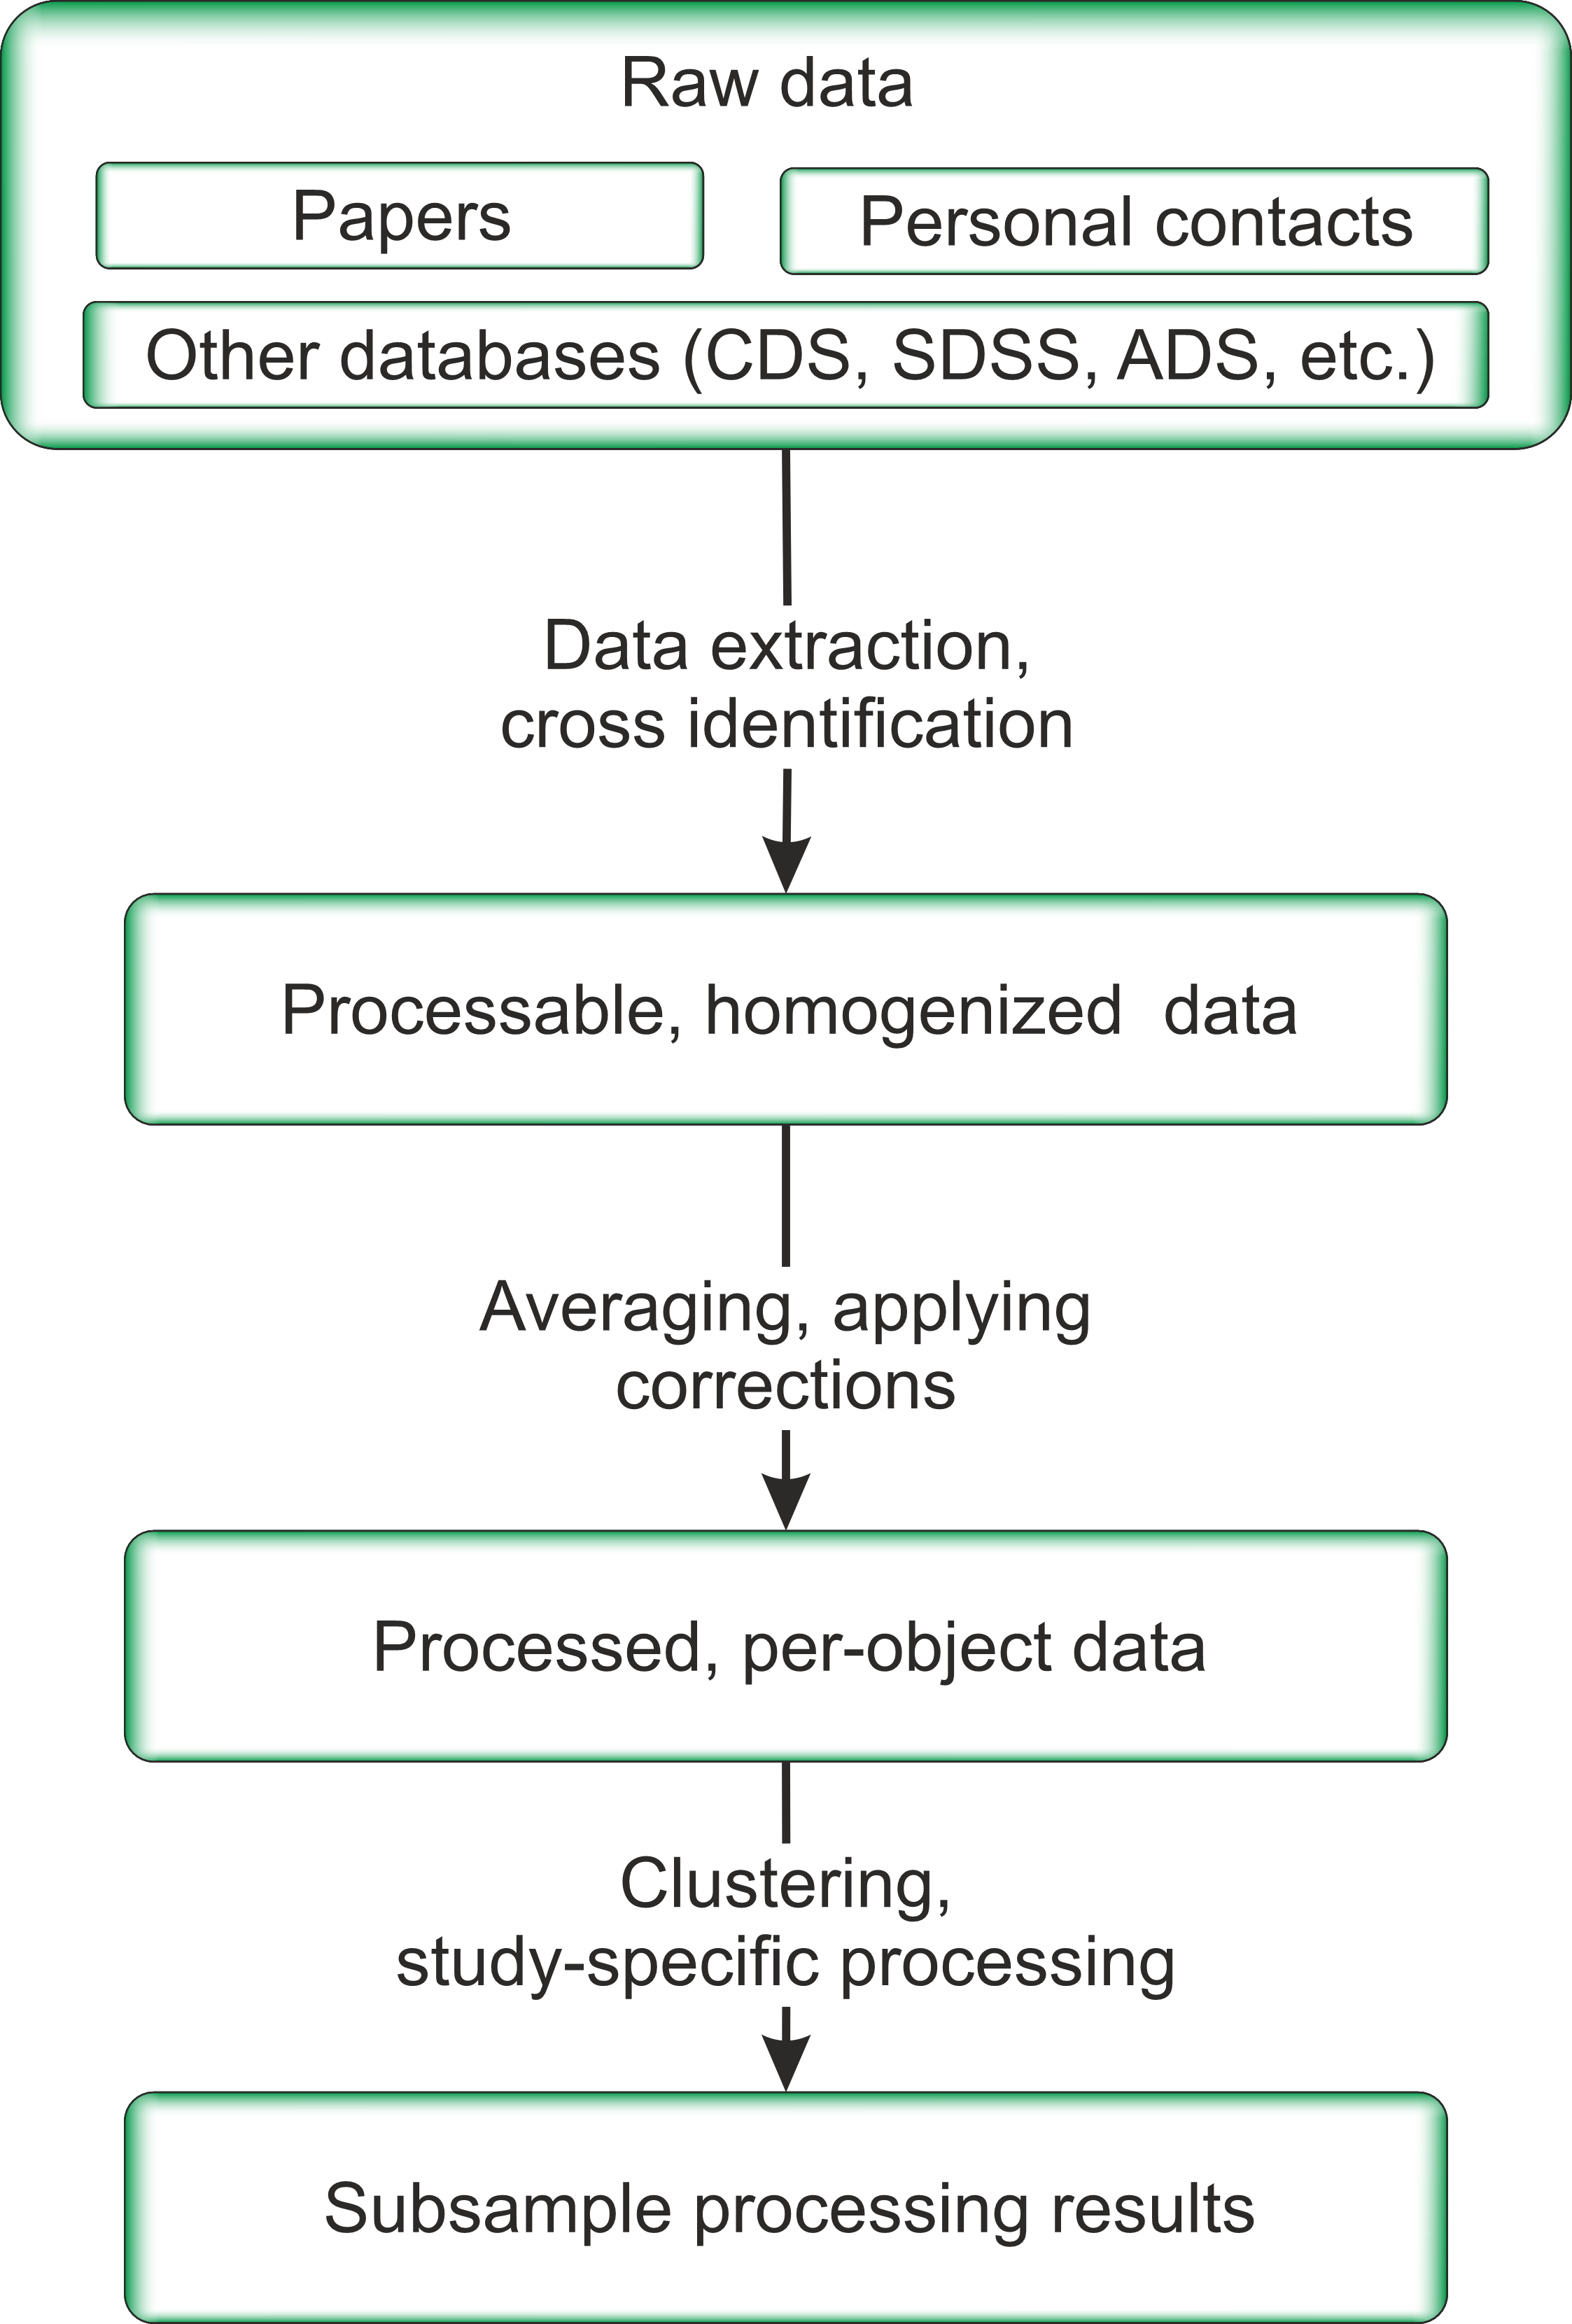 Raw data
Papers
Personal contacts
Other databases (CDS, SDSS, ADS, etc.)
Data extraction,
cross identification
Processable, homogenized data
Averaging, applying
corrections
Processed, per-object data
Clustering,
study-specific processing
Subsample processing results